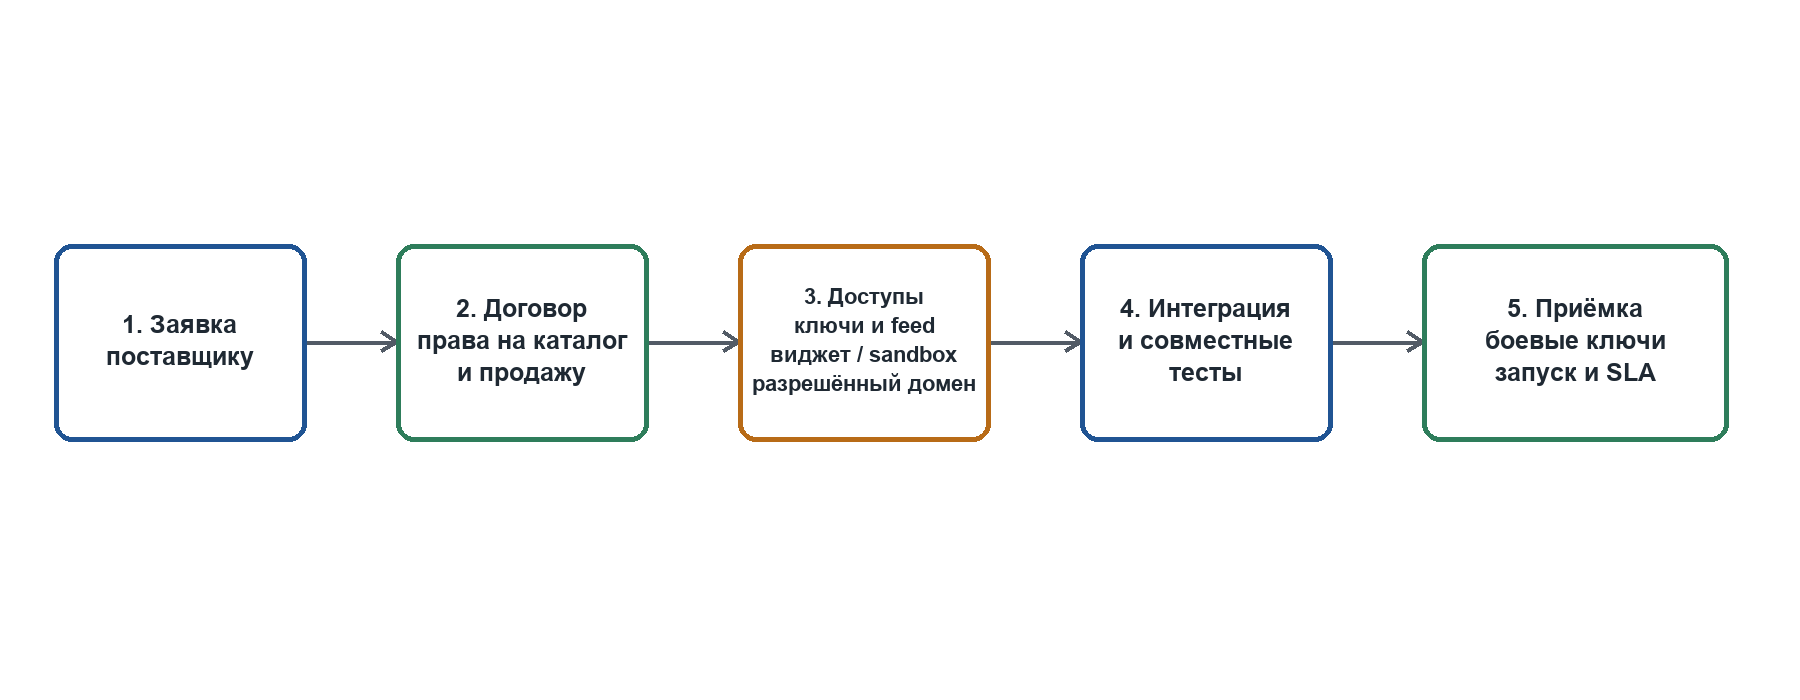 1. Заявка
поставщику
2. Договор
права на каталог
и продажу
3. Доступы
ключи и feed
виджет / sandbox
разрешённый домен
4. Интеграция
и совместные
тесты
5. Приёмка
боевые ключи
запуск и SLA